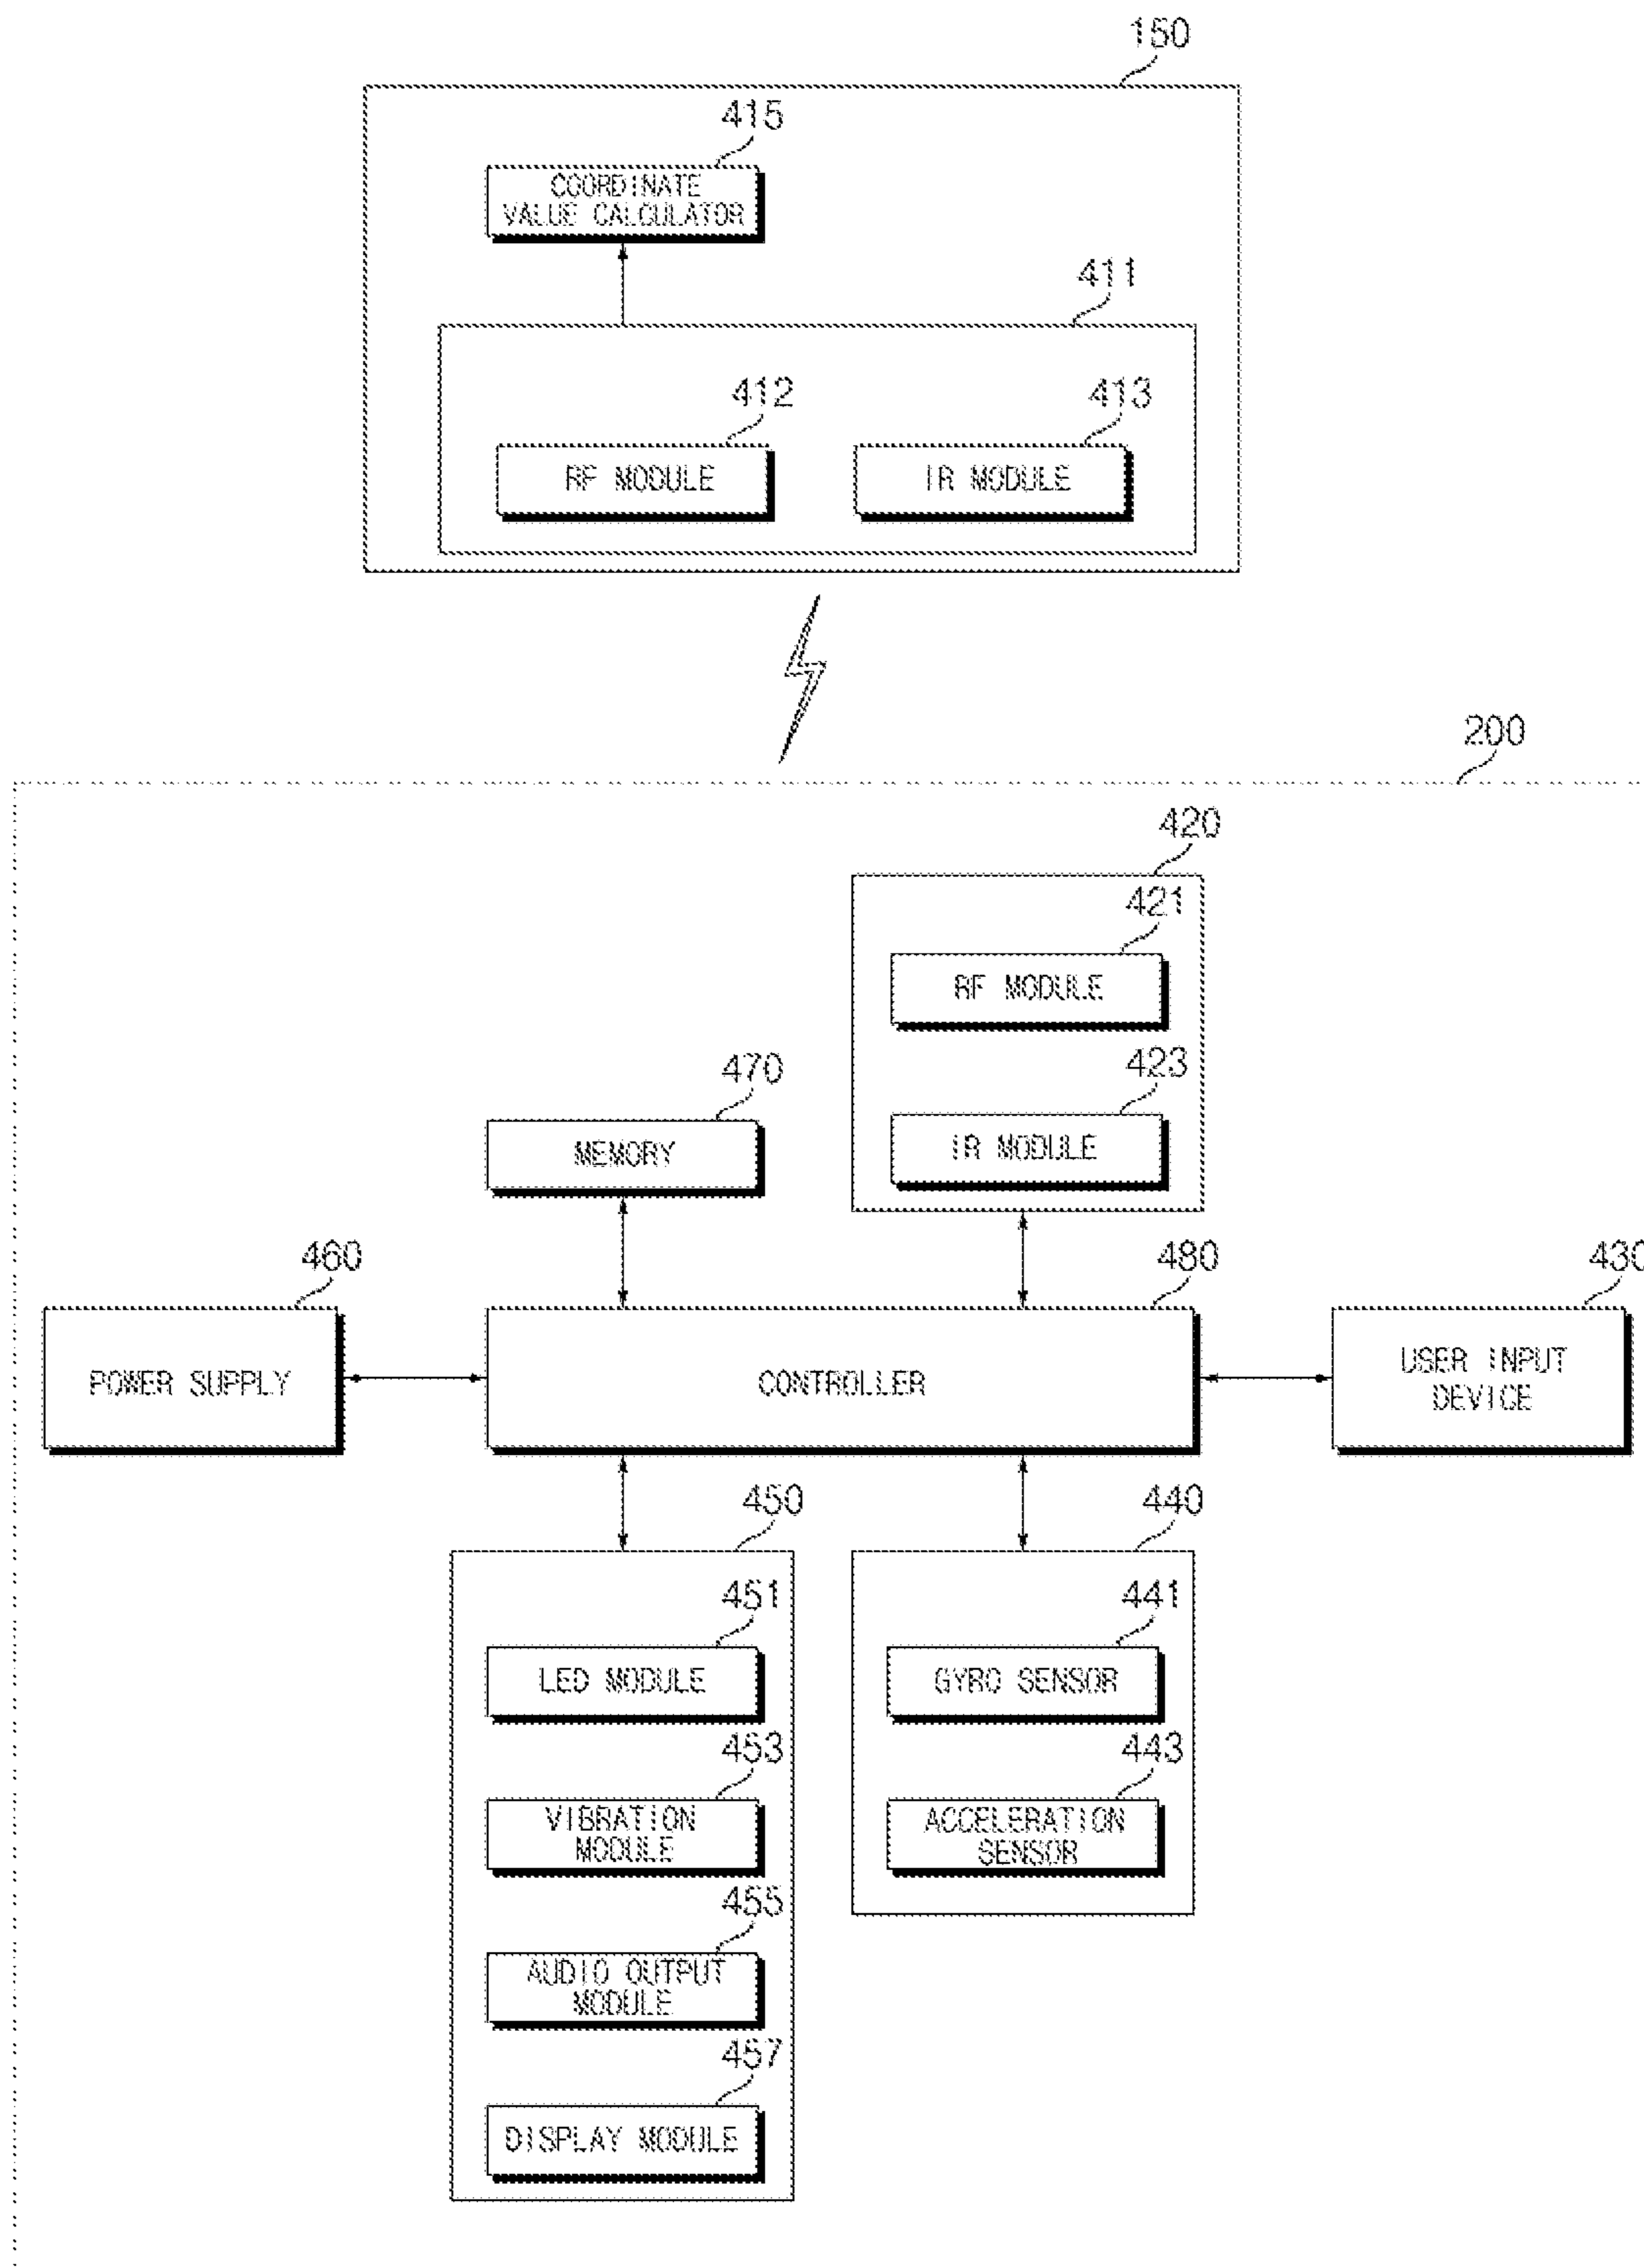 150
415
COORDINATE
VALUE CALCULATOR
411
412
413
RF MODULE
IR MODULE
200
420
421
RF MODULE
423
IR MODULE
470
MEMORY
460
480
430
POWER SUPPLY
CONTROLLER
USER INPUT
DEVICE
450
440
451
441
LED MODULE
GYRO SENSOR
453
443
VIBRATION
MODULE
ACCELERATION
SENSOR
455
AUDIO OUTPUT
MODULE
457
DISPLAY MODULE